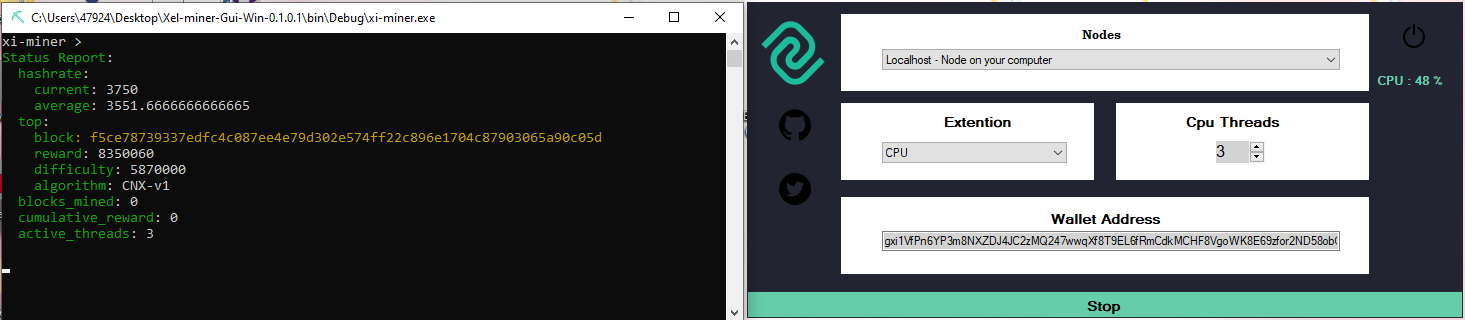 C:\Users\47924\Desktop\Xel-miner-Gui-Win-0.1.0.1\bin\Debug\xi-miner.exe
xi-miner >
Status Report:
hashrate:
current: 3750
average: 3551.6666666666665
top:
block: f5ce78739337edfc4c087ee4e79d302e574ff22c896e1704c87903065a90c05d
reward: 8350060
difficulty: 5870000
algorithm: CNX-v1
blocks_mined: 0
cumulative_reward: 0
active_threads: 3
Nodes
Localhost - Node on your computer
CPU : 48 %
Extention
CPU
Cpu Threads
3
Wallet Address
gxi1VfPn6YP3m8NXZDJ4JC2zMQ247wwqXf8T9EL6fRmCdkMCHF8VgoWK8E69zfor2ND58ob
Stop